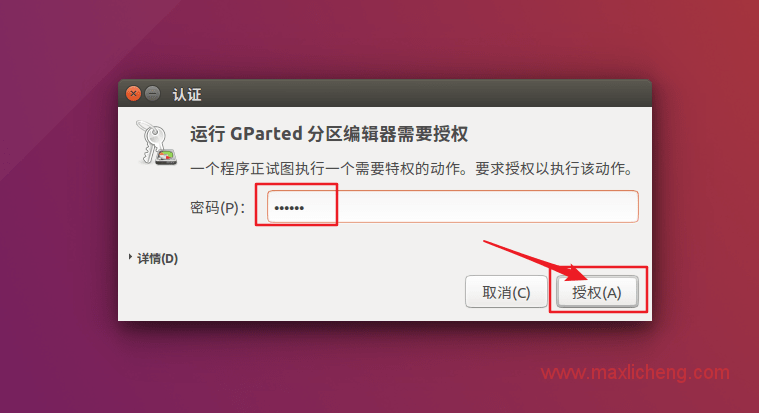 认证
运行 GParted 分区编辑器需要授权
一个程序正试图执行一个需要特权的动作。要求授权以执行该动作。
密码(P)： ••••••
详情(D)
取消(C) 授权(A)
www.maxlicheng.com